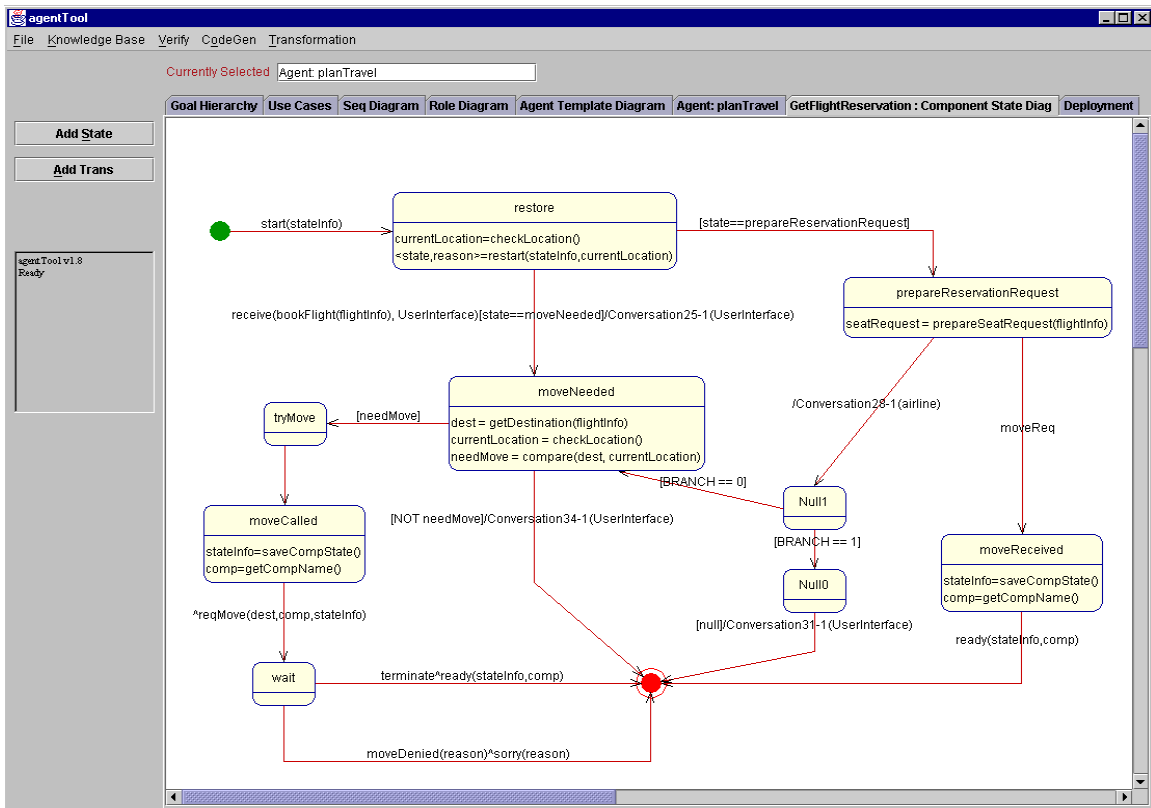 agentTool
File Knowledge Base Verify CodeGen Transformation
Currently Selected Agent: planTravel
Goal Hierarchy Use Cases Seq Diagram Role Diagram Agent Template Diagram Agent: planTravel GetFlightReservation : Component State Diag Deployment
Add State
Add Trans
agentTool v1.8
Ready
start(stateInfo)
restore
currentLocation=checkLocation()
<state,reason>=restart(stateInfo,currentLocation)
[state==prepareReservationRequest]
prepareReservationRequest
seatRequest = prepareSeatRequest(flightInfo)
receive(bookFlight(flightInfo), UserInterface)[state==moveNeeded]/Conversation25-1(UserInterface)
moveNeeded
dest = getDestination(flightInfo)
currentLocation = checkLocation()
needMove = compare(dest, currentLocation)
[needMove]
tryMove
/Conversation28-1(airline)
moveReq
[BRANCH == 0]
Null1
[BRANCH == 1]
Null0
[NOT needMove]/Conversation34-1(UserInterface)
moveCalled
stateInfo=saveCompState()
comp=getCompName()
moveReceived
stateInfo=saveCompState()
comp=getCompName()
^reqMove(dest,comp,stateInfo)
[null]/Conversation31-1(UserInterface)
ready(stateInfo,comp)
wait
terminate^ready(stateInfo,comp)
moveDenied(reason)^sorry(reason)